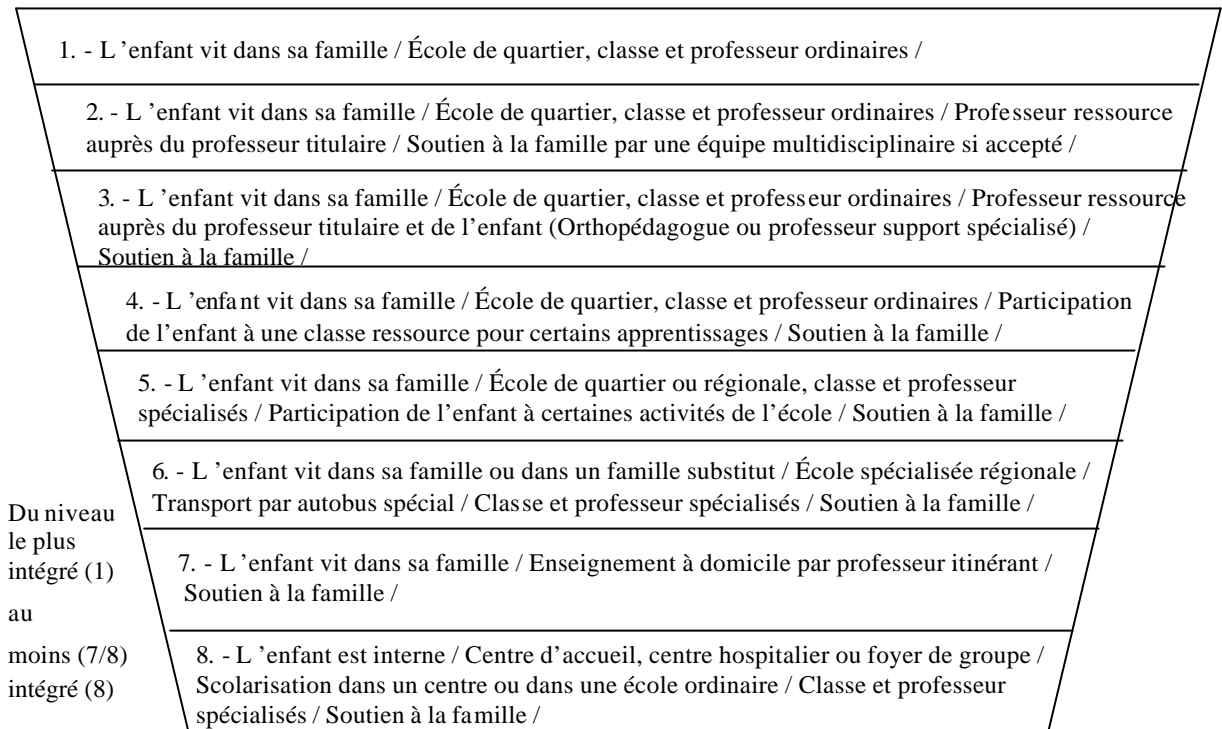 1. - L ’enfant vit dans sa famille / École de quartier, classe et professeur ordinaires /
2. - L ’enfant vit dans sa famille / École de quartier, classe et professeur ordinaires / Professeur ressource
auprès du professeur titulaire / Soutien à la famille par une équipe multidisciplinaire si accepté /
3. - L ’enfant vit dans sa famille / École de quartier, classe et professeur ordinaires / Professeur ressource
auprès du professeur titulaire et de l’enfant (Orthopédagogue ou professeur support spécialisé) /
Soutien à la famille /
4. - L ’enfant vit dans sa famille / École de quartier, classe et professeur ordinaires / Participation
de l’enfant à une classe ressource pour certains apprentissages / Soutien à la famille /
5. - L ’enfant vit dans sa famille / École de quartier ou régionale, classe et professeur
spécialisés / Participation de l’enfant à certaines activités de l’école / Soutien à la famille /
6. - L ’enfant vit dans sa famille ou dans un famille substitut / École spécialisée régionale /
Transport par autobus spécial / Classe et professeur spécialisés / Soutien à la famille /
7. - L ’enfant vit dans sa famille / Enseignement à domicile par professeur itinérant /
Soutien à la famille /
8. - L ’enfant est interne / Centre d’accueil, centre hospitalier ou foyer de groupe /
Scolarisation dans un centre ou dans une école ordinaire / Classe et professeur
spécialisés / Soutien à la famille /
Du niveau
le plus
intégré (1)
au
moins (7/8)
intégré (8)